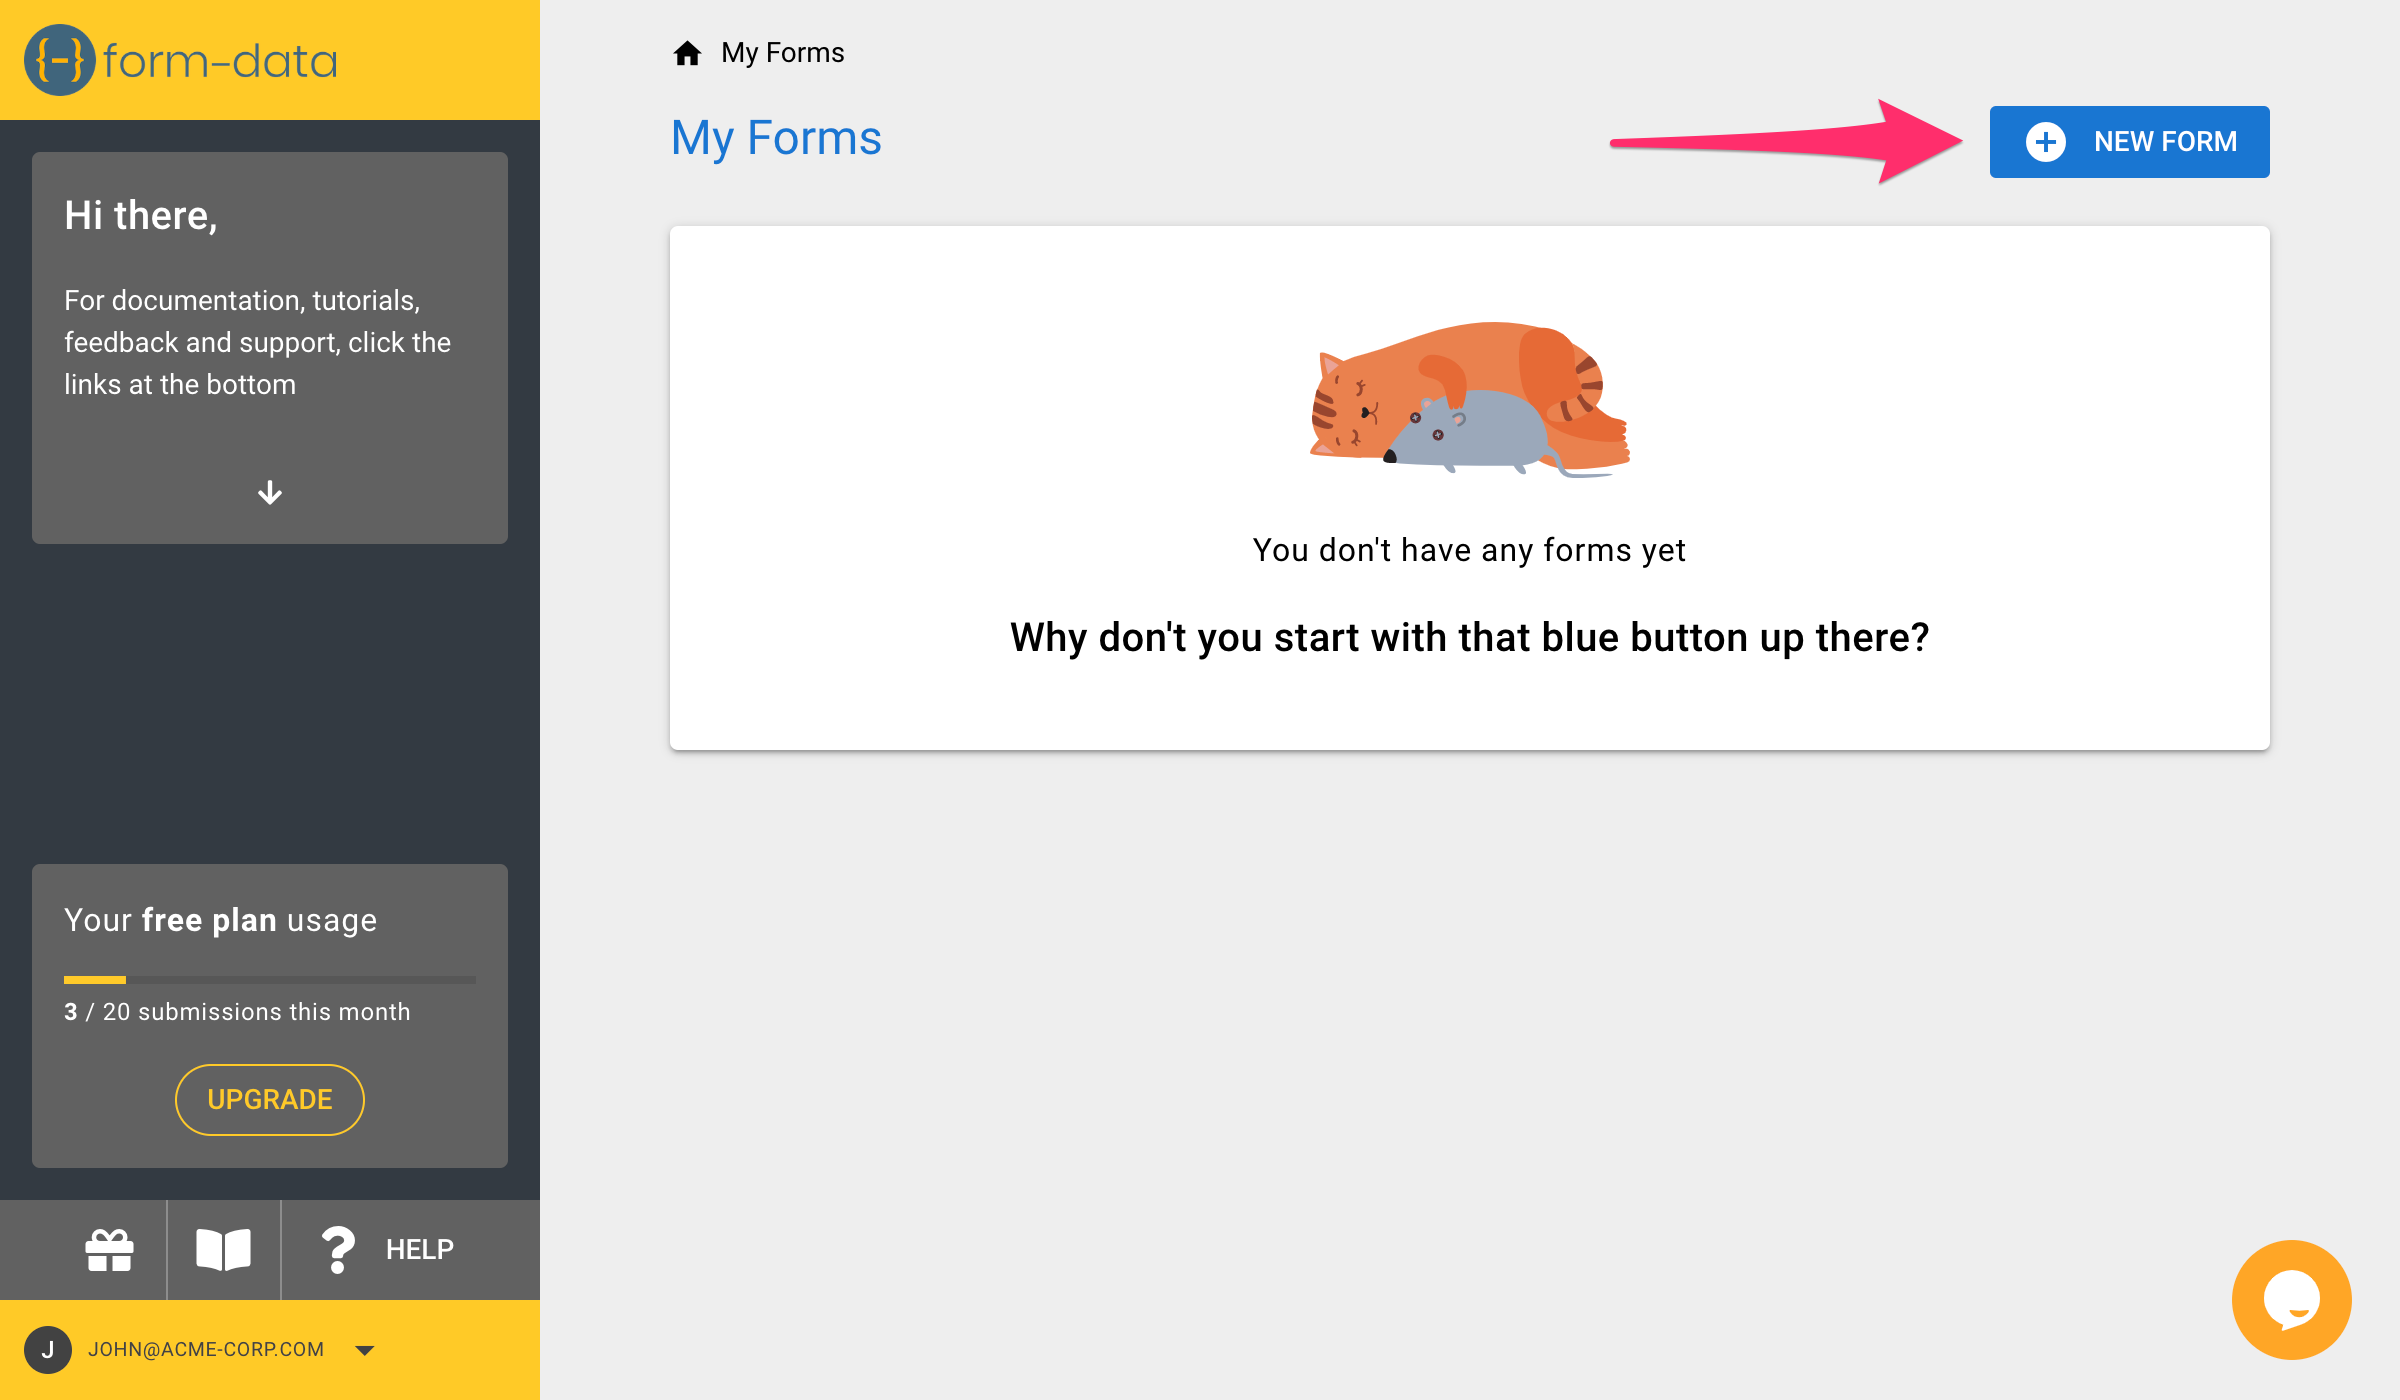 {-} form-data
Hi there,
For documentation, tutorials,
feedback and support, click the
links at the bottom
Your free plan usage
3 / 20 submissions this month
UPGRADE
? HELP
J JOHN@ACME-CORP.COM
My Forms
My Forms
NEW FORM
You don't have any forms yet
Why don't you start with that blue button up there?